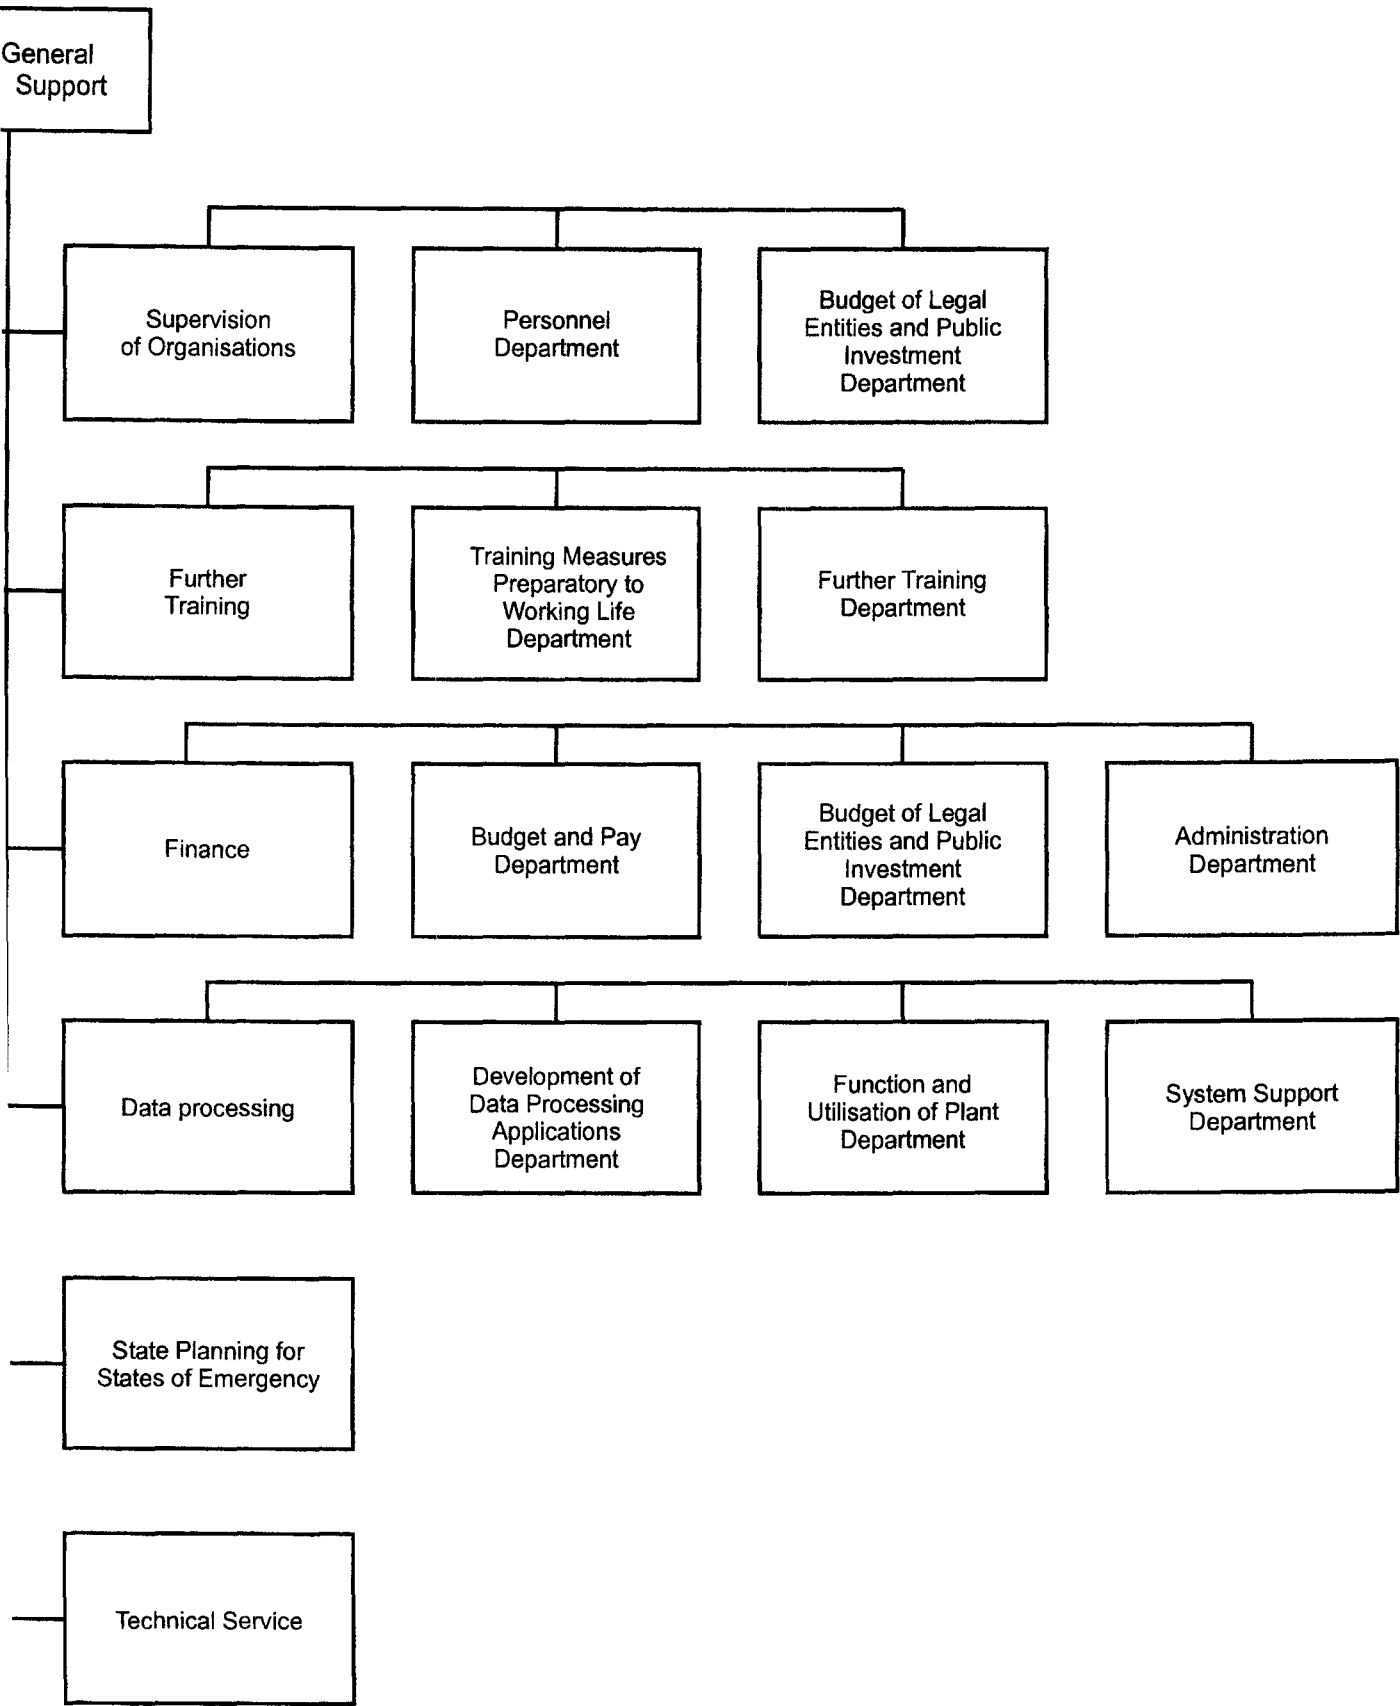 General
Support
Supervision
of Organisations
Personnel
Department
Budget of Legal
Entities and Public
Investment
Department
Further
Training
Training Measures
Preparatory to
Working Life
Department
Further Training
Department
Finance
Budget and Pay
Department
Budget of Legal
Entities and Public
Investment
Department
Administration
Department
Data processing
Development of
Data Processing
Applications
Department
Function and
Utilisation of Plant
Department
System Support
Department
State Planning for
States of Emergency
Technical Service